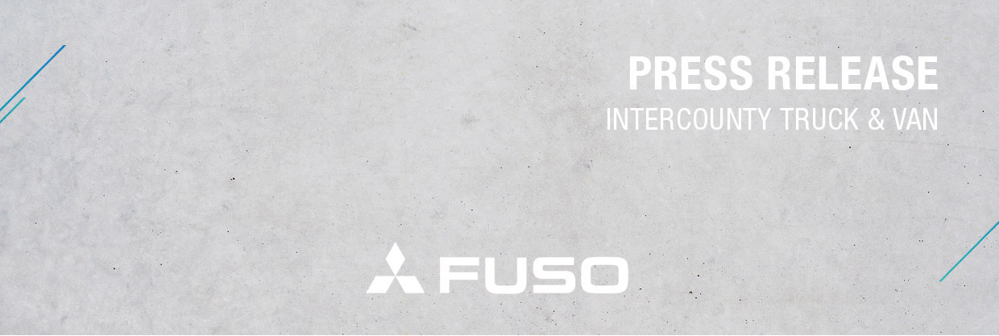 PRESS RELEASE
INTERCOUNTY TRUCK & VAN
FUSO